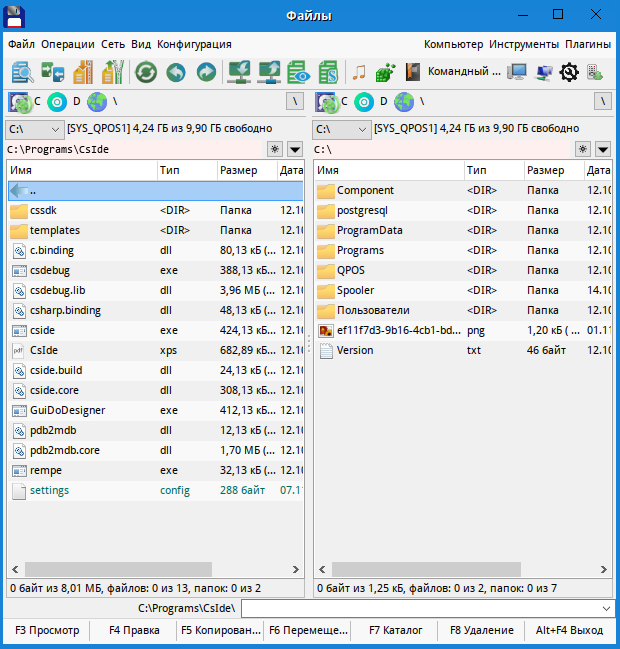 Файлы
Файл Операции Сеть Вид Конфигурация Компьютер Инструменты Плагины
Командный ...
C D \ \ C D \ \
C:\ [SYS_QPOS1] 4,24 ГБ из 9,90 ГБ свободно C:\ [SYS_QPOS1] 4,24 ГБ из 9,90 ГБ свободно
C:\Programs\CsIde * C:\ *
Имя Тип Размер Дата Имя Тип Размер Дата
.. Component <DIR> Папка 12.10
cssdk <DIR> Папка 12.10 postgresql <DIR> Папка 12.10
templates <DIR> Папка 12.10 ProgramData <DIR> Папка 12.10
c.binding dll 80,13 кБ (... 12.10 Programs <DIR> Папка 12.10
csdebug exe 388,13 кБ... 12.10 QPOS <DIR> Папка 12.10
csdebug.lib dll 3,96 МБ (... 12.10 Spooler <DIR> Папка 14.10
csharp.binding dll 48,13 кБ (... 12.10 Пользователи <DIR> Папка 12.10
cside exe 424,13 кБ... 12.10 ef11f7d3-9b16-4cb1-bd... png 1,20 кБ ( ... 01.11
CsIde xps 682,89 кБ... 12.10 Version txt 46 байт 12.10
cside.build dll 24,13 кБ (... 12.10
cside.core dll 308,13 кБ... 12.10
GuiDoDesigner exe 412,13 кБ... 12.10
pdb2mdb dll 12,13 кБ (... 12.10
pdb2mdb.core dll 1,70 МБ (... 12.10
rempe exe 32,13 кБ (... 12.10
settings config 288 байт 07.11
0 байт из 8,01 МБ, файлов: 0 из 13, папок: 0 из 2 0 байт из 1,25 кБ, файлов: 0 из 2, папок: 0 из 7
C:\Programs\CsIde\
F3 Просмотр F4 Правка F5 Копирован... F6 Перемеще... F7 Каталог F8 Удаление Alt+F4 Выход